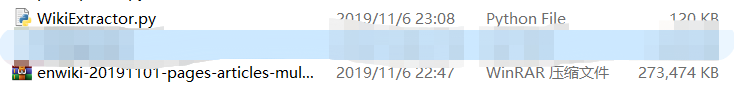 WikiExtractor.py 2019/11/6 23:08 Python File 120 KB
enwiki-20191101-pages-articles-mul... 2019/11/6 22:47 WinRAR 压缩文件 273,474 KB